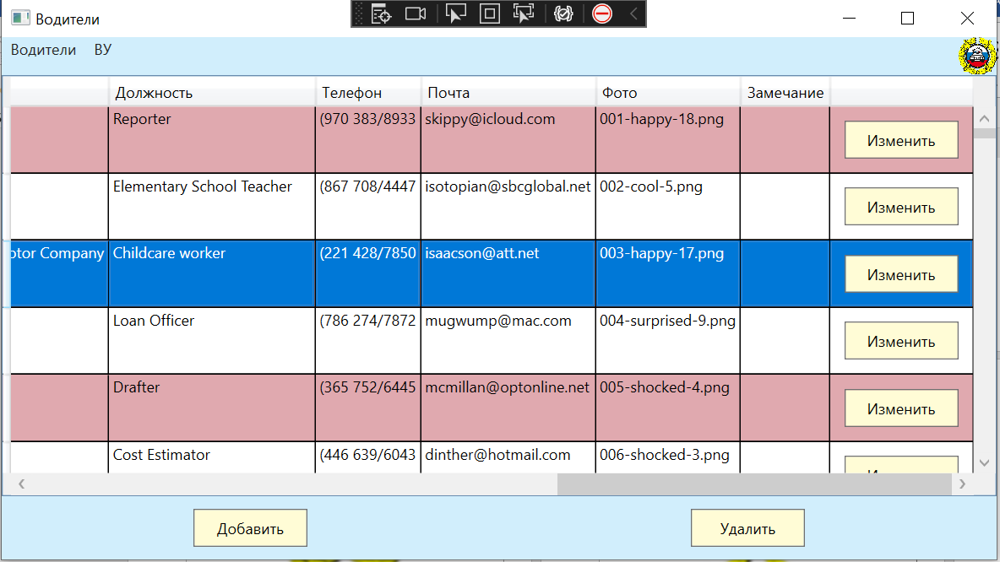 Водители
Водители ВУ
Должность Телефон Почта Фото Замечание
Reporter (970 383/8933 skippy@icloud.com 001-happy-18.png Изменить
Elementary School Teacher (867 708/4447 isotopian@sbcglobal.net 002-cool-5.png Изменить
otor Company Childcare worker (221 428/7850 isaacson@att.net 003-happy-17.png Изменить
Loan Officer (786 274/7872 mugwump@mac.com 004-surprised-9.png Изменить
Drafter (365 752/6445 mcmillan@optonline.net 005-shocked-4.png Изменить
Cost Estimator (446 639/6043 dinther@hotmail.com 006-shocked-3.png
Добавить Удалить